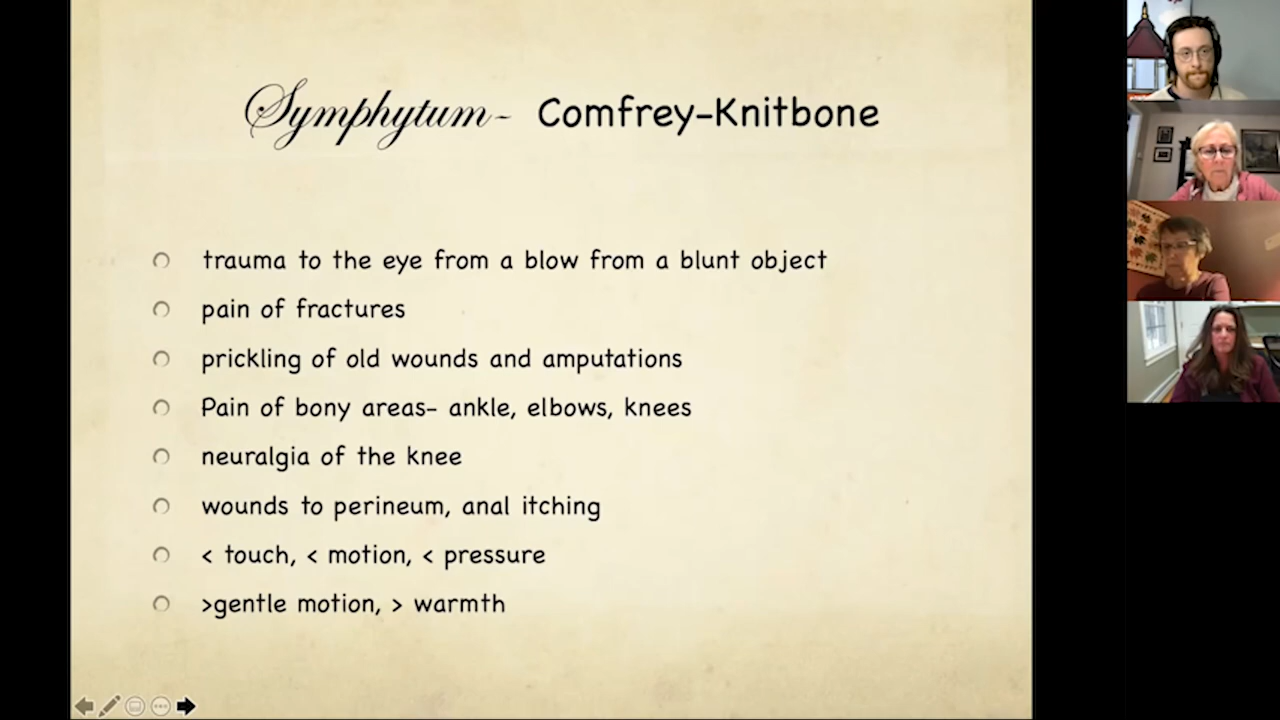 Symphytum- Comfrey-Knitbone
trauma to the eye from a blow from a blunt object
pain of fractures
prickling of old wounds and amputations
Pain of bony areas- ankle, elbows, knees
neuralgia of the knee
wounds to perineum, anal itching
< touch, < motion, < pressure
>gentle motion, > warmth